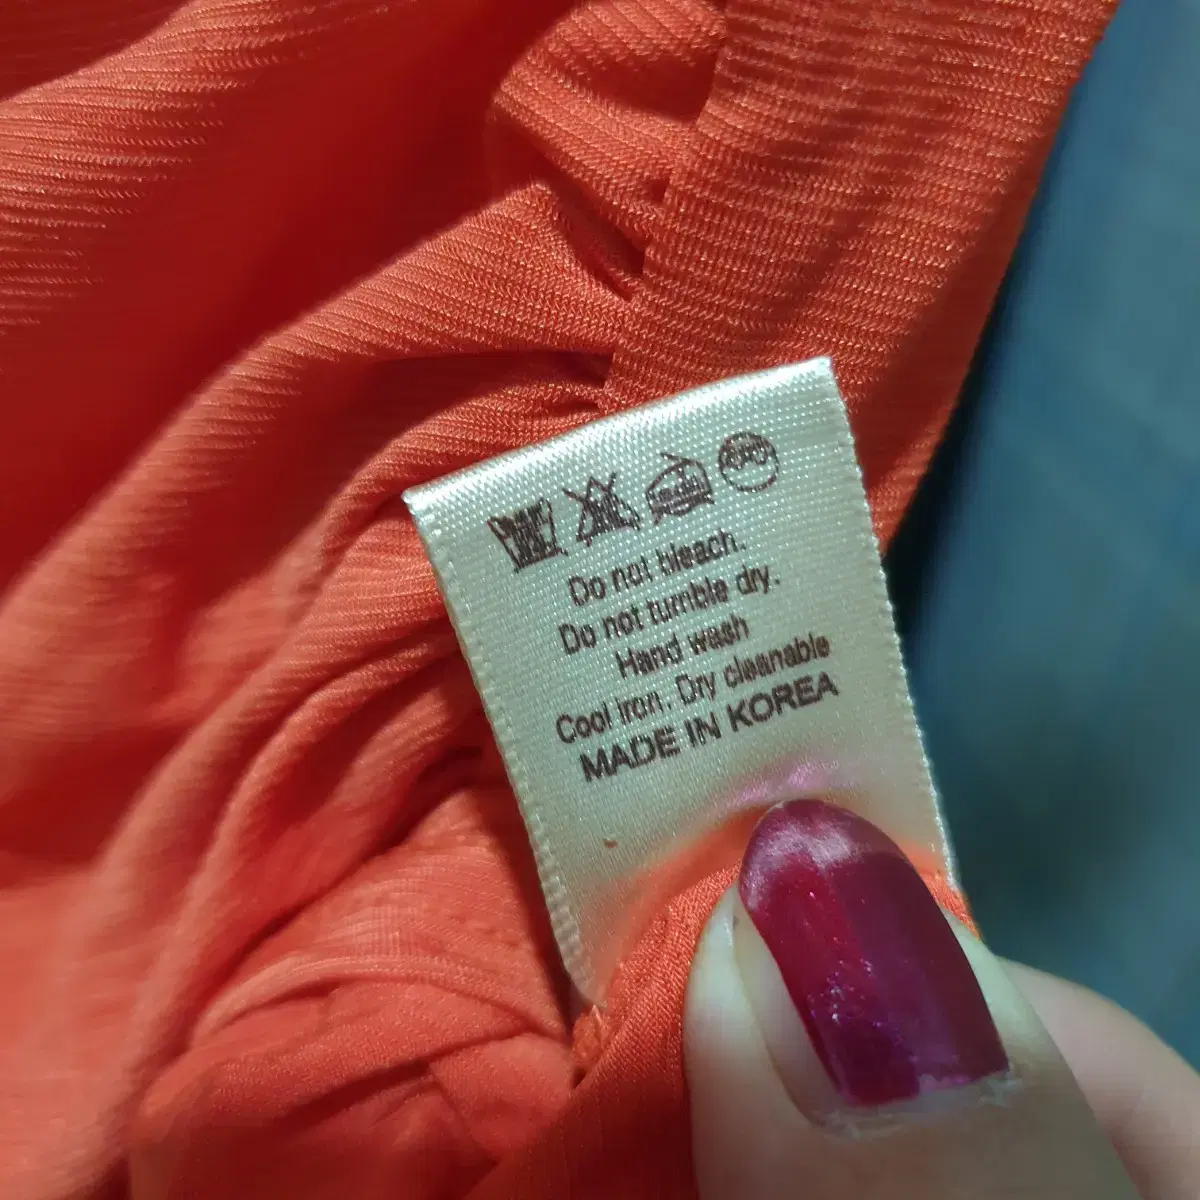 Do not bleach.
Do not tumble dry.
Hand wash
Cool iron. Dry cleanable
MADE IN KOREA